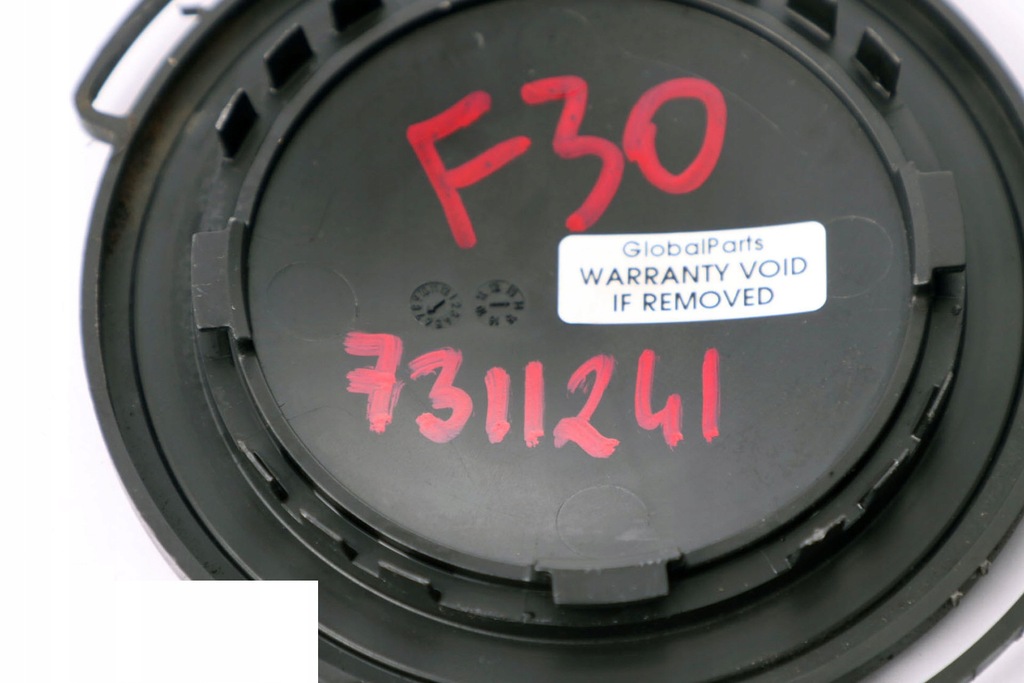 F30
GlobalParts
WARRANTY VOID
IF REMOVED
7311241